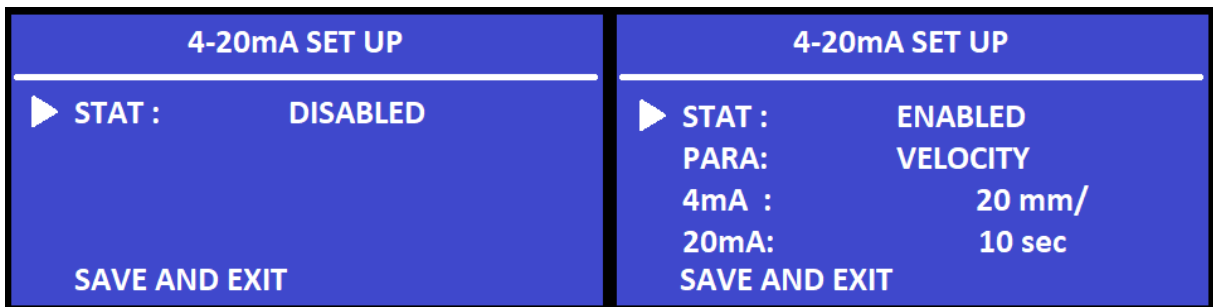 4-20mA SET UP
STAT : DISABLED
SAVE AND EXIT
4-20mA SET UP
STAT : ENABLED
PARA: VELOCITY
4mA : 20 mm/
20mA: 10 sec
SAVE AND EXIT